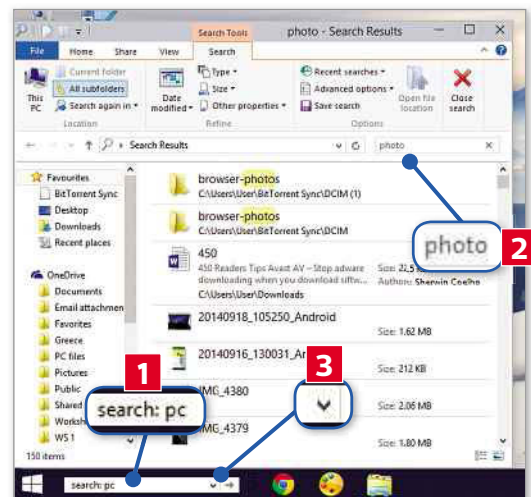 Search Tools
photo - Search Results
File Home Share View Search
This PC
Current folder
All subfolders
Search again in
Location
Date modified
Type
Size
Other properties
Refine
Recent searches
Advanced options
Save search
Options
Open file location
Close search
Search Results
photo
Favourites
BitTorrent Sync
Desktop
Downloads
Recent places
OneDrive
Documents
Email attachmen
Favorites
Greece
PC files
Pictures
Public
Shared
Worksh
WS 1
150 items
browser-photos
C:\Users\User\BitTorrent Sync\DCIM (1)
browser-photos
C:\Users\User\BitTorrent Sync\DCIM
450
450 Readers Tips Avast AV – Stop adware
downloading when you download
C:\Users\User\Downloads
Size: 22,5
Authors: Sherwin Coelho
20140918_105250_Android
Size: 1.62 MB
20140916_130031_An
Size: 212 KB
IMG_4380
Size: 2.06 MB
IMG_4379
Size: 1.80 MB
photo
2
1
search: pc
3
search: pc